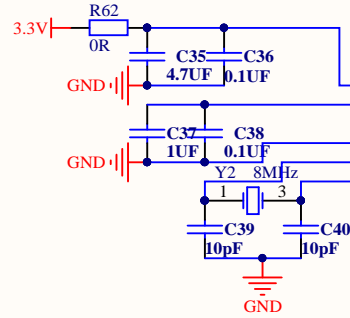 R62
3.3V
0R
C35 C36
4.7UF 0.1UF
GND
C37 C38
GND 1UF 0.1UF
Y2 8MHz
1 3
C39 C40
10pF 10pF
GND